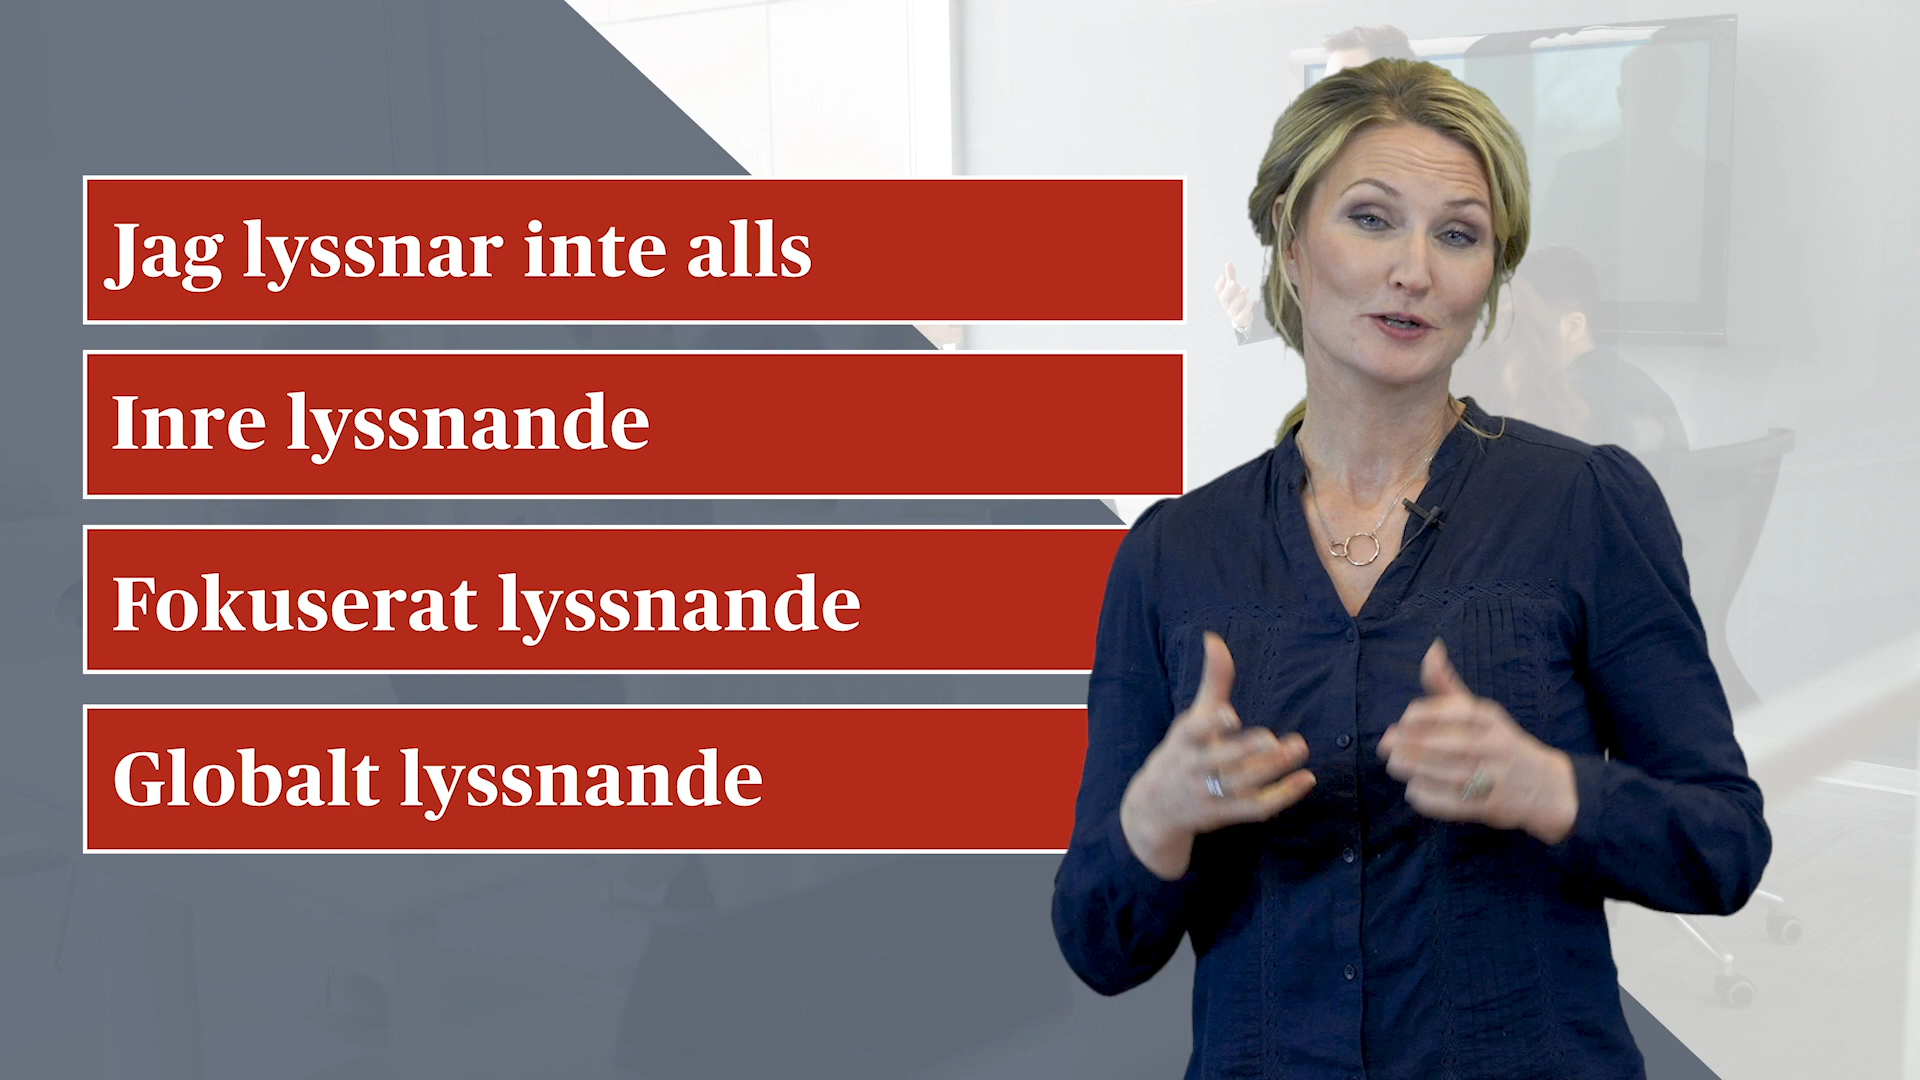 Jag lyssnar inte alls
Inre lyssnande
Fokuserat lyssnande
Globalt lyssnande